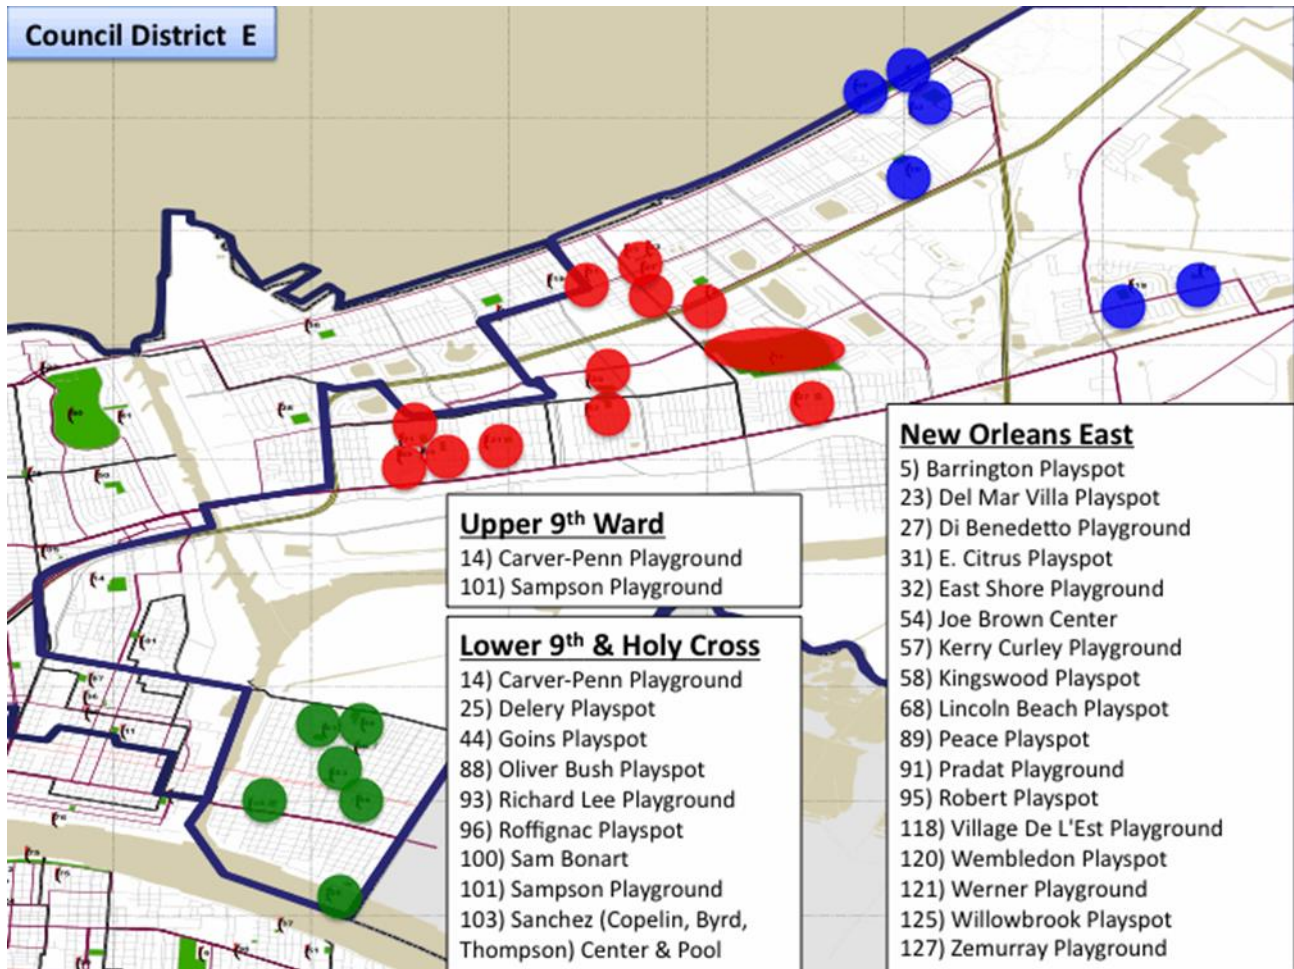 Council District E
Upper 9th Ward
14) Carver-Penn Playground
101) Sampson Playground
Lower 9th & Holy Cross
14) Carver-Penn Playground
25) Delery Playspot
44) Goins Playspot
88) Oliver Bush Playspot
93) Richard Lee Playground
96) Roffignac Playspot
100) Sam Bonart
101) Sampson Playground
103) Sanchez (Copelin, Byrd,
Thompson) Center & Pool
New Orleans East
5) Barrington Playspot
23) Del Mar Villa Playspot
27) Di Benedetto Playground
31) E. Citrus Playspot
32) East Shore Playground
54) Joe Brown Center
57) Kerry Curley Playground
58) Kingswood Playspot
68) Lincoln Beach Playspot
89) Peace Playspot
91) Pradat Playground
95) Robert Playspot
118) Village De L'Est Playground
120) Wembledon Playspot
121) Werner Playground
125) Willowbrook Playspot
127) Zemurray Playground